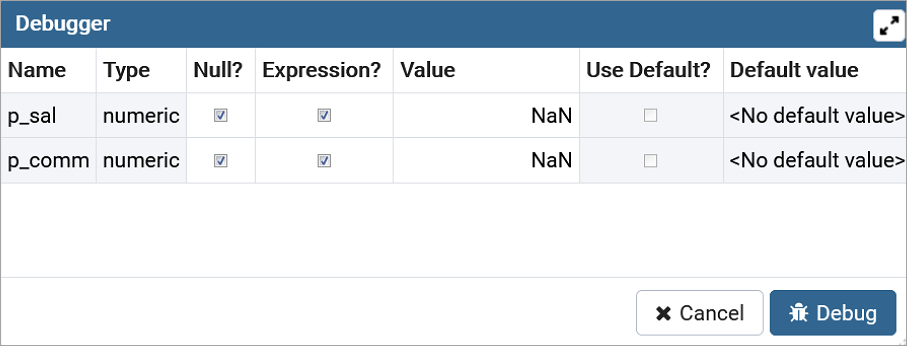 Debugger
Name Type Null? Expression? Value Use Default? Default value
p_sal numeric NaN <No default value>
p_comm numeric NaN <No default value>
Cancel Debug